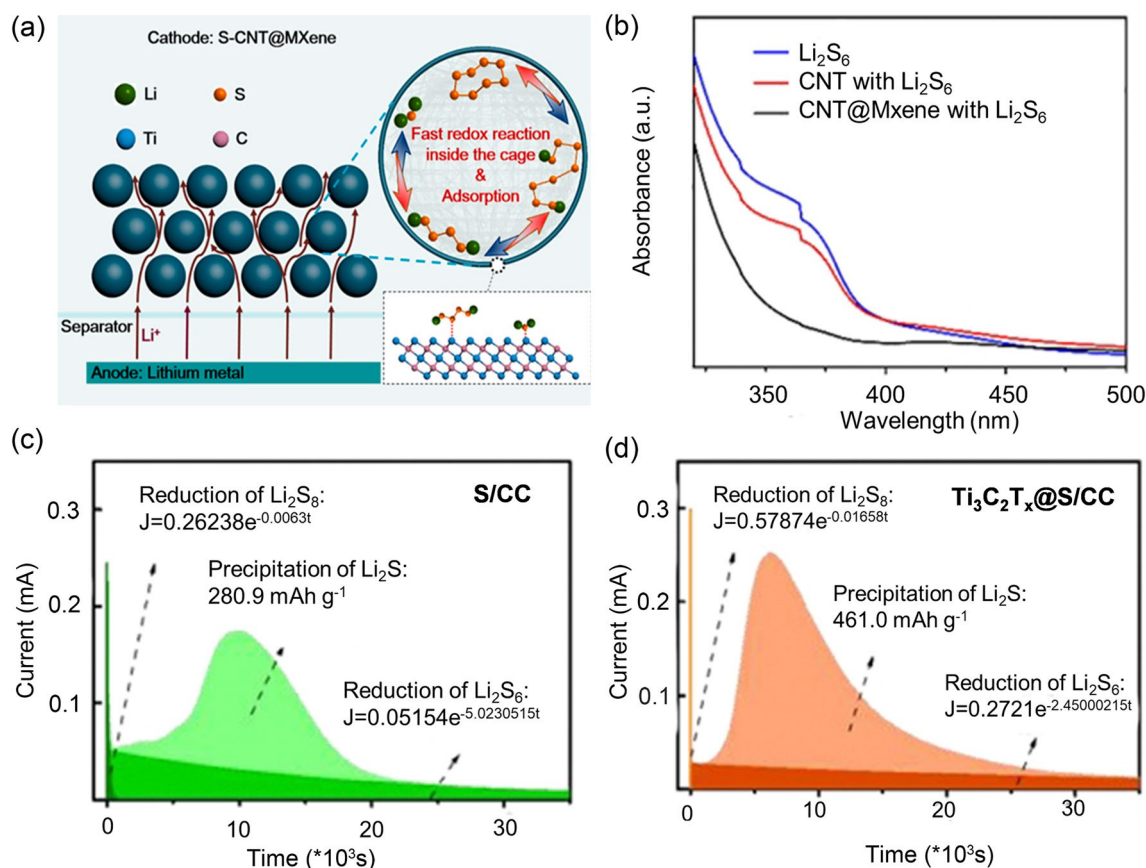 (a)
Cathode: S-CNT@MXene
Li
S
Ti
C
Fast redox reaction
inside the cage
&
Adsorption
Separator
Li⁺
Anode: Lithium metal
(b)
Li₂S₆
CNT with Li₂S₆
CNT@Mxene with Li₂S₆
Absorbance (a.u.)
350
400
450
500
Wavelength (nm)
(c)
S/CC
Reduction of Li₂S₈:
J=0.26238e^-0.0063t
Precipitation of Li₂S:
280.9 mAh g⁻¹
Reduction of Li₂S₆:
J=0.05154e^-5.0230515t
Current (mA)
0.3
0.2
0.1
0
10
20
30
Time (*10³s)
(d)
Ti₃C₂Tₓ@S/CC
Reduction of Li₂S₈:
J=0.57874e^-0.01658t
Precipitation of Li₂S:
461.0 mAh g⁻¹
Reduction of Li₂S₆:
J=0.2721e^-2.45000215t
Current (mA)
0.3
0.2
0.1
0
10
20
30
Time (*10³s)